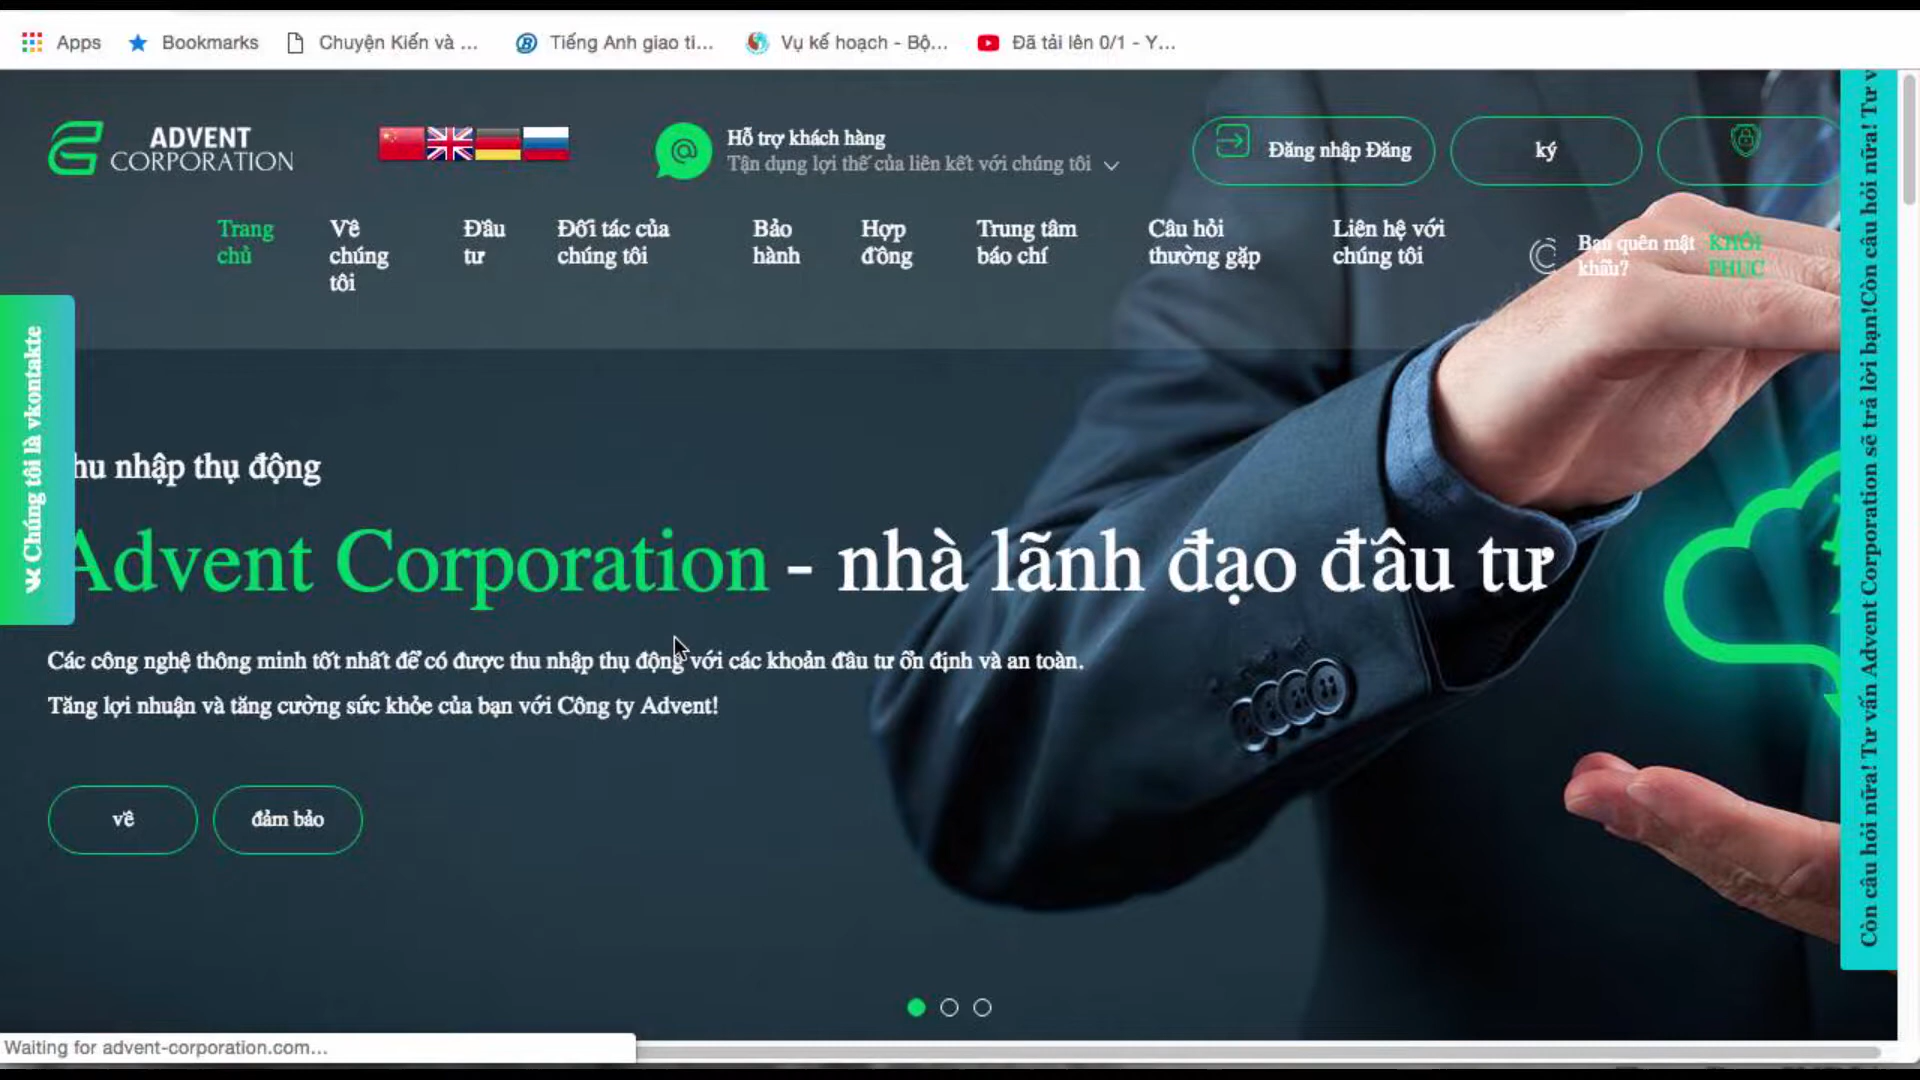 Apps
Bookmarks
Chuyện Kiến và ...
Tiếng Anh giao ti...
Vụ kế hoạch - Bộ...
Đã tải lên 0/1 - Y...
ADVENT
CORPORATION
Hỗ trợ khách hàng
Tận dụng lợi thế của liên kết với chúng tôi
Đăng nhập Đăng
ký
Trang
chủ
Về
chúng
tôi
Đầu
tư
Đối tác của
chúng tôi
Bảo
hành
Hợp
đồng
Trung tâm
báo chí
Câu hỏi
thường gặp
Liên hệ với
chúng tôi
Bạn quên mật
khẩu?
KHÔI
PHỤC
Chúng tôi là vkontakte
hu nhập thụ động
Advent Corporation - nhà lãnh đạo đầu tư
Các công nghệ thông minh tốt nhất để có được thu nhập thụ động với các khoản đầu tư ổn định và an toàn.
Tăng lợi nhuận và tăng cường sức khỏe của bạn với Công ty Advent!
về
đảm bảo
Còn câu hỏi nữa! Tư vấn Advent Corporation sẽ trả lời bạn!Còn câu hỏi nữa! Tư v
Waiting for advent-corporation.com...